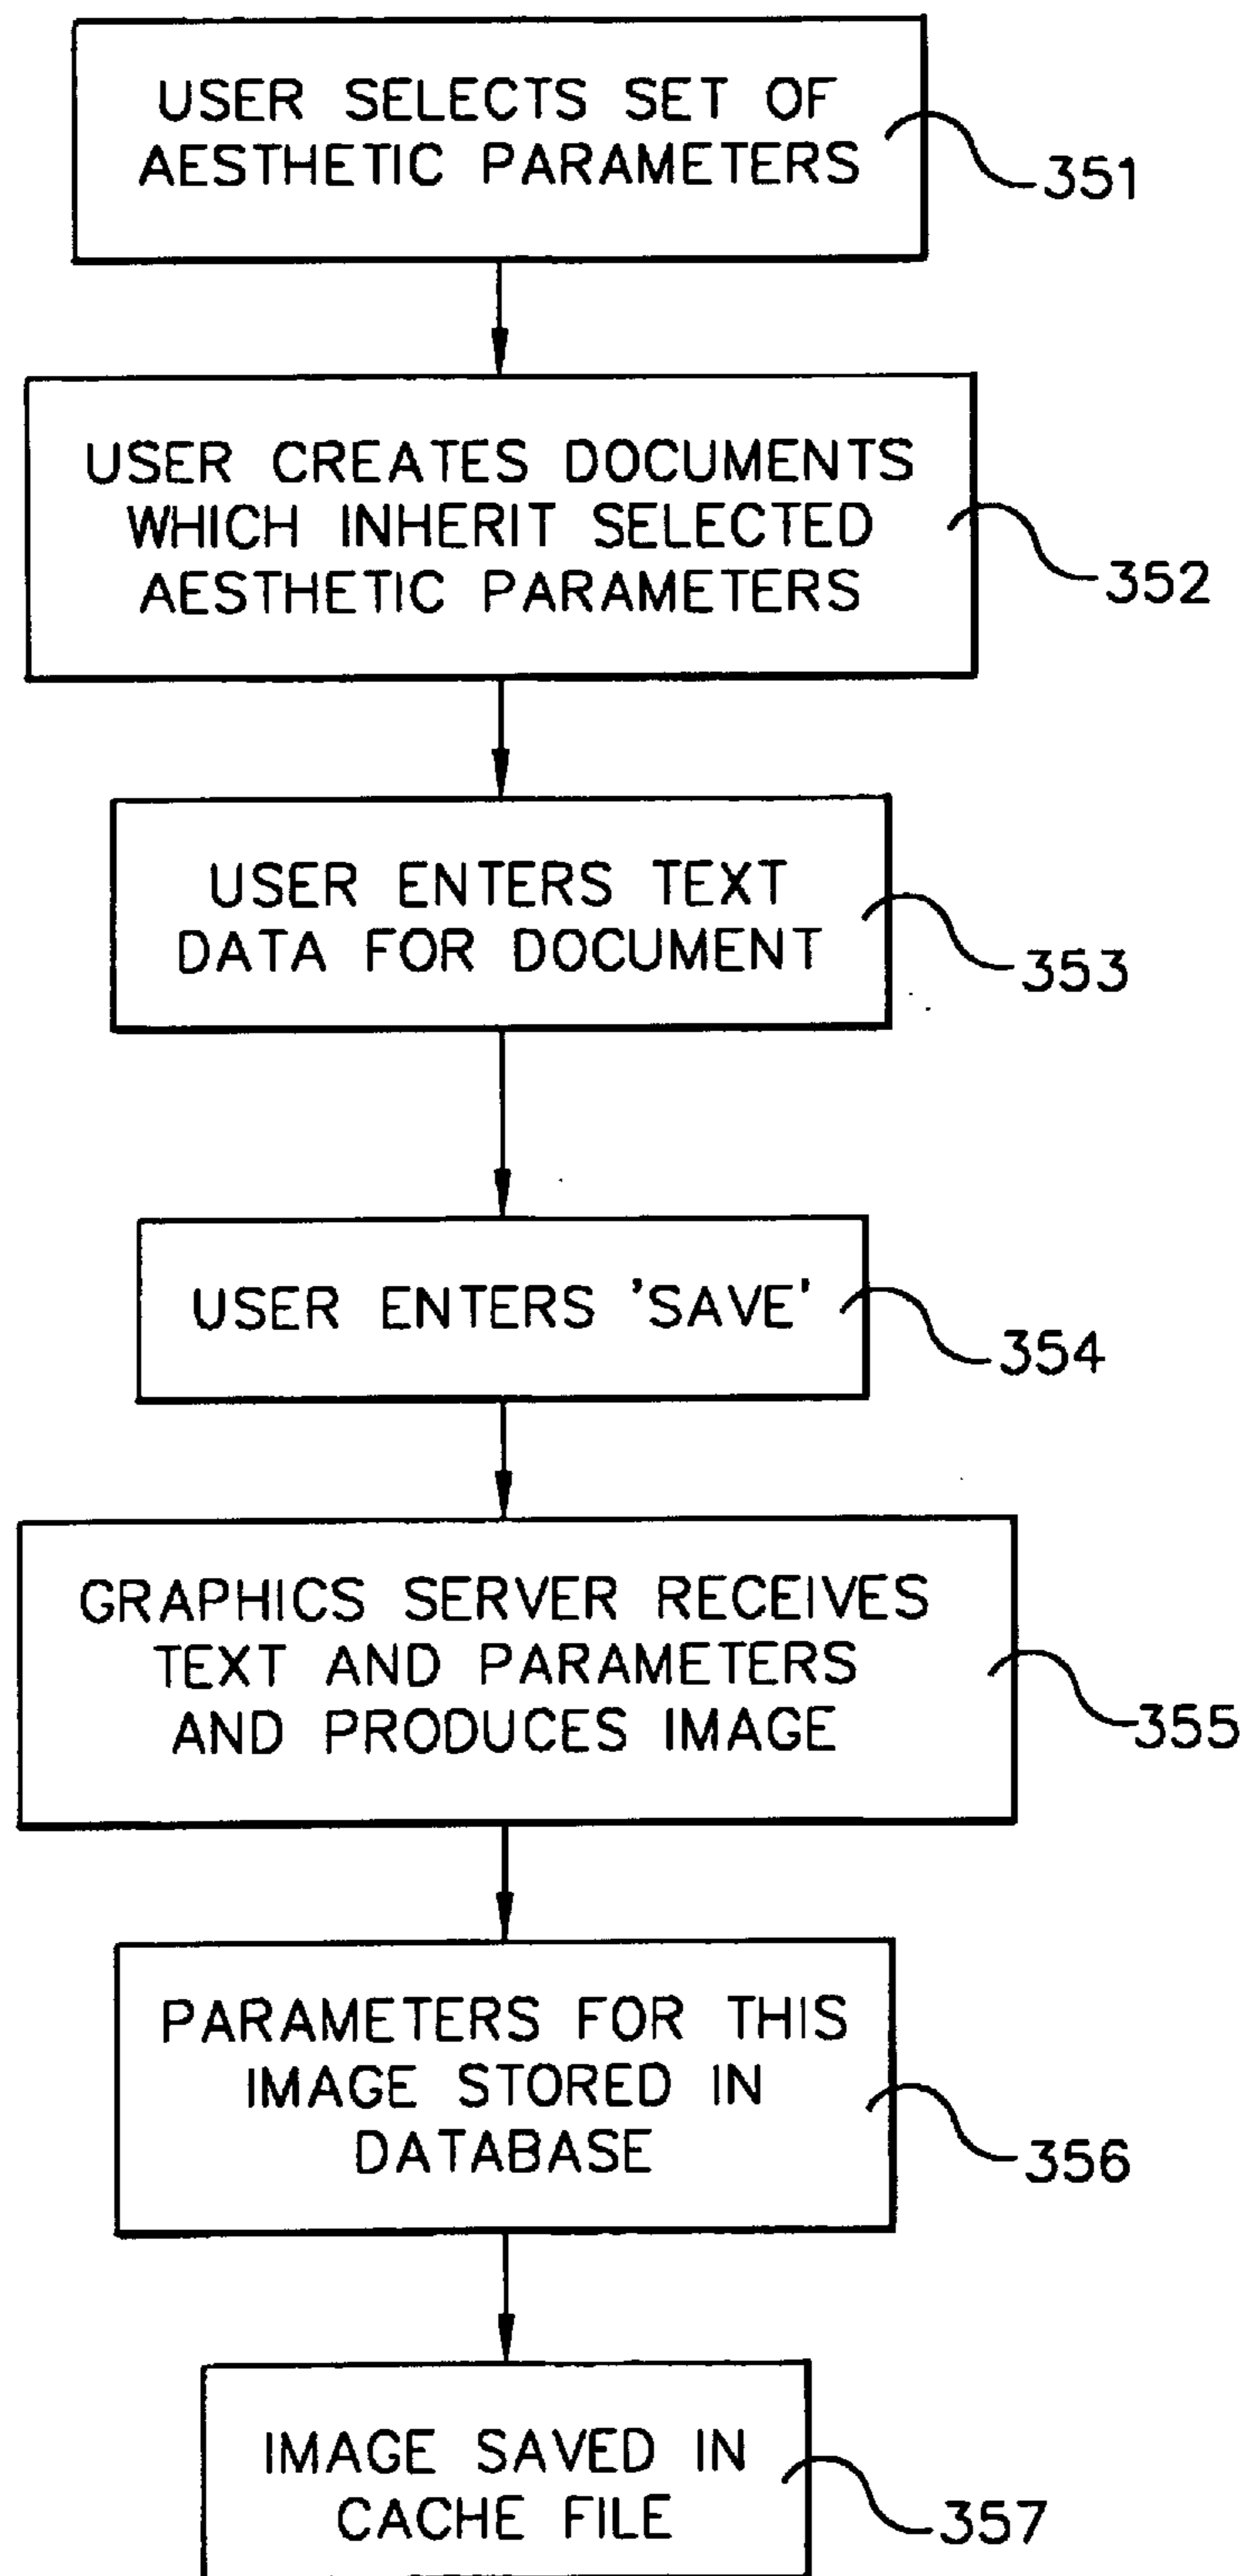 USER SELECTS SET OF
AESTHETIC PARAMETERS
351
USER CREATES DOCUMENTS
WHICH INHERIT SELECTED
AESTHETIC PARAMETERS
352
USER ENTERS TEXT
DATA FOR DOCUMENT
353
USER ENTERS 'SAVE'
354
GRAPHICS SERVER RECEIVES
TEXT AND PARAMETERS
AND PRODUCES IMAGE
355
PARAMETERS FOR THIS
IMAGE STORED IN
DATABASE
356
IMAGE SAVED IN
CACHE FILE
357